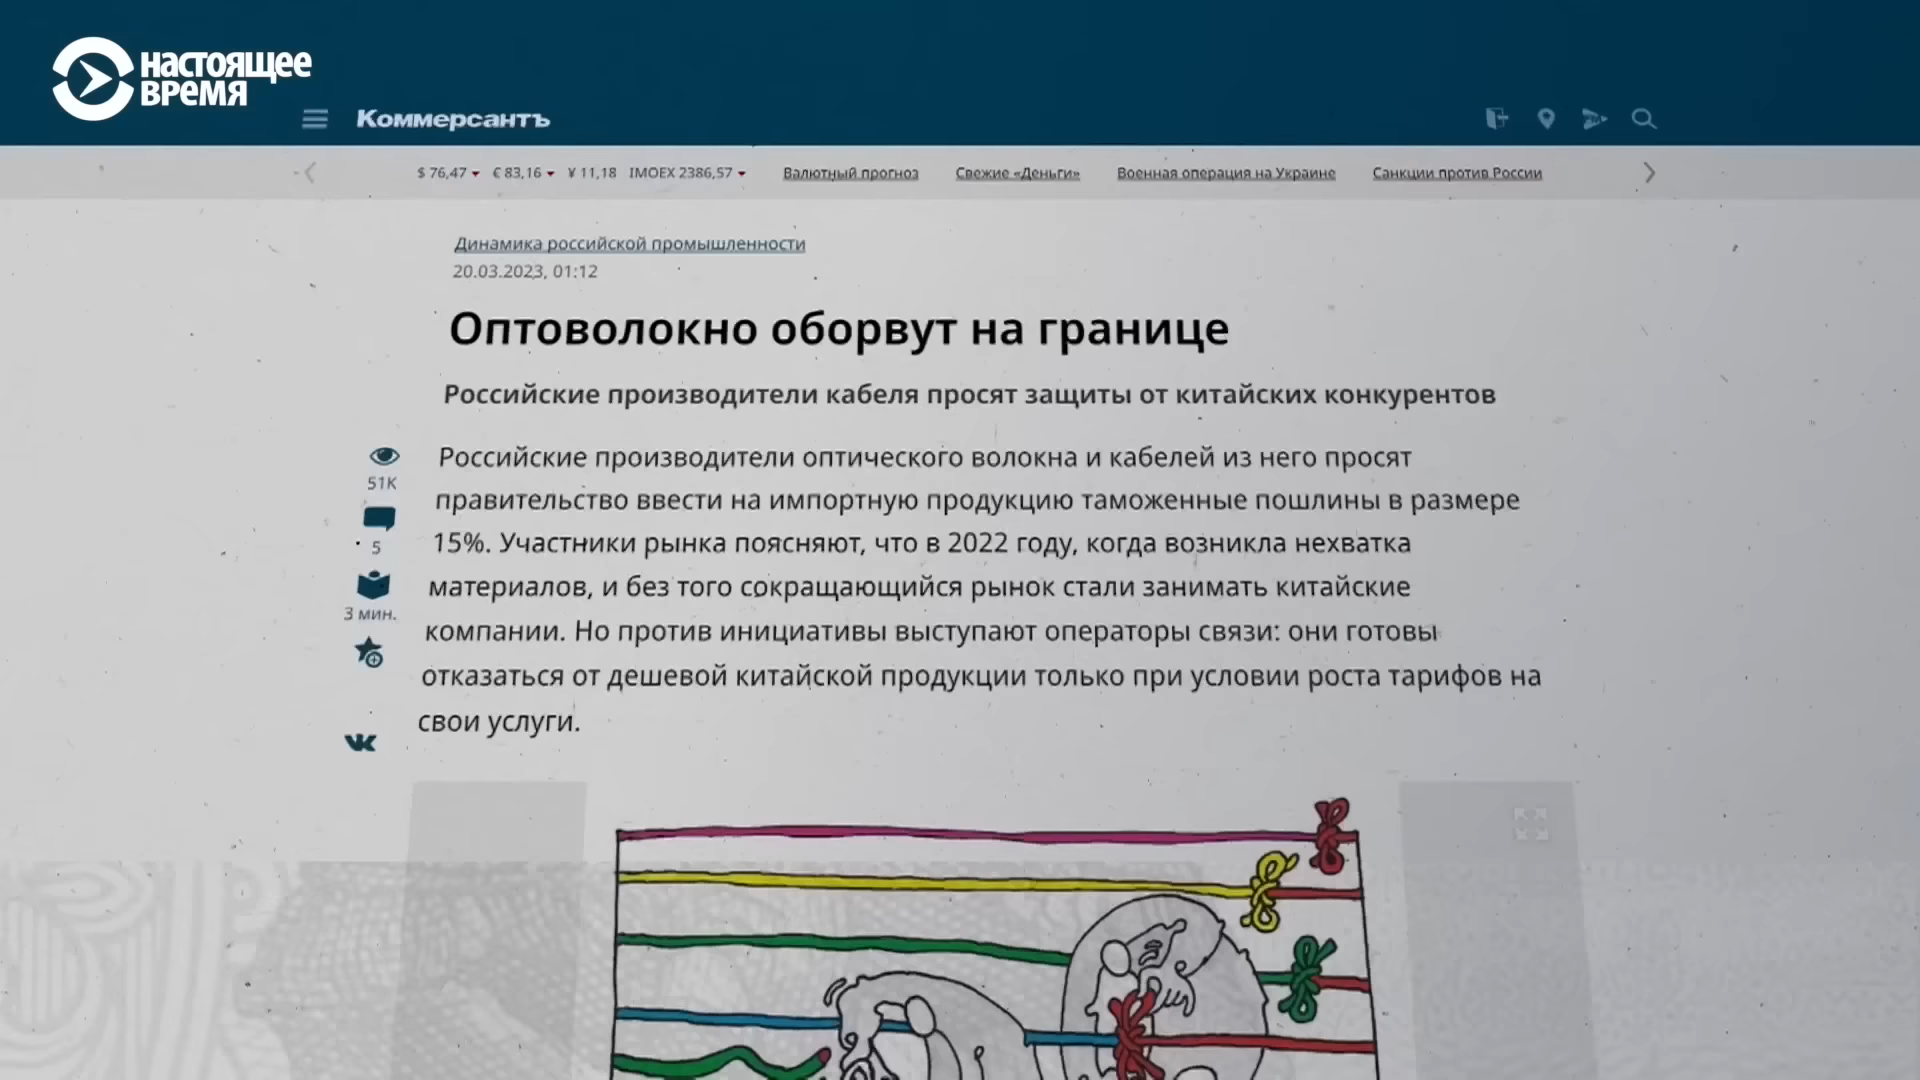 НАСТОЯЩЕЕ
ВРЕМЯ
Коммерсантъ
$ 76,47 € 83,16 ¥ 11,18 IMOEX 2386,57 Валютный прогноз Свежие «Деньги» Военная операция на Украине Санкции против России
Динамика российской промышленности
20.03.2023, 01:12
Оптоволокно оборвут на границе
Российские производители кабеля просят защиты от китайских конкурентов
Российские производители оптического волокна и кабелей из него просят
правительство ввести на импортную продукцию таможенные пошлины в размере
15%. Участники рынка поясняют, что в 2022 году, когда возникла нехватка
материалов, и без того сокращающийся рынок стали занимать китайские
компании. Но против инициативы выступают операторы связи: они готовы
отказаться от дешевой китайской продукции только при условии роста тарифов на
свои услуги.
51K
5
3 мин.